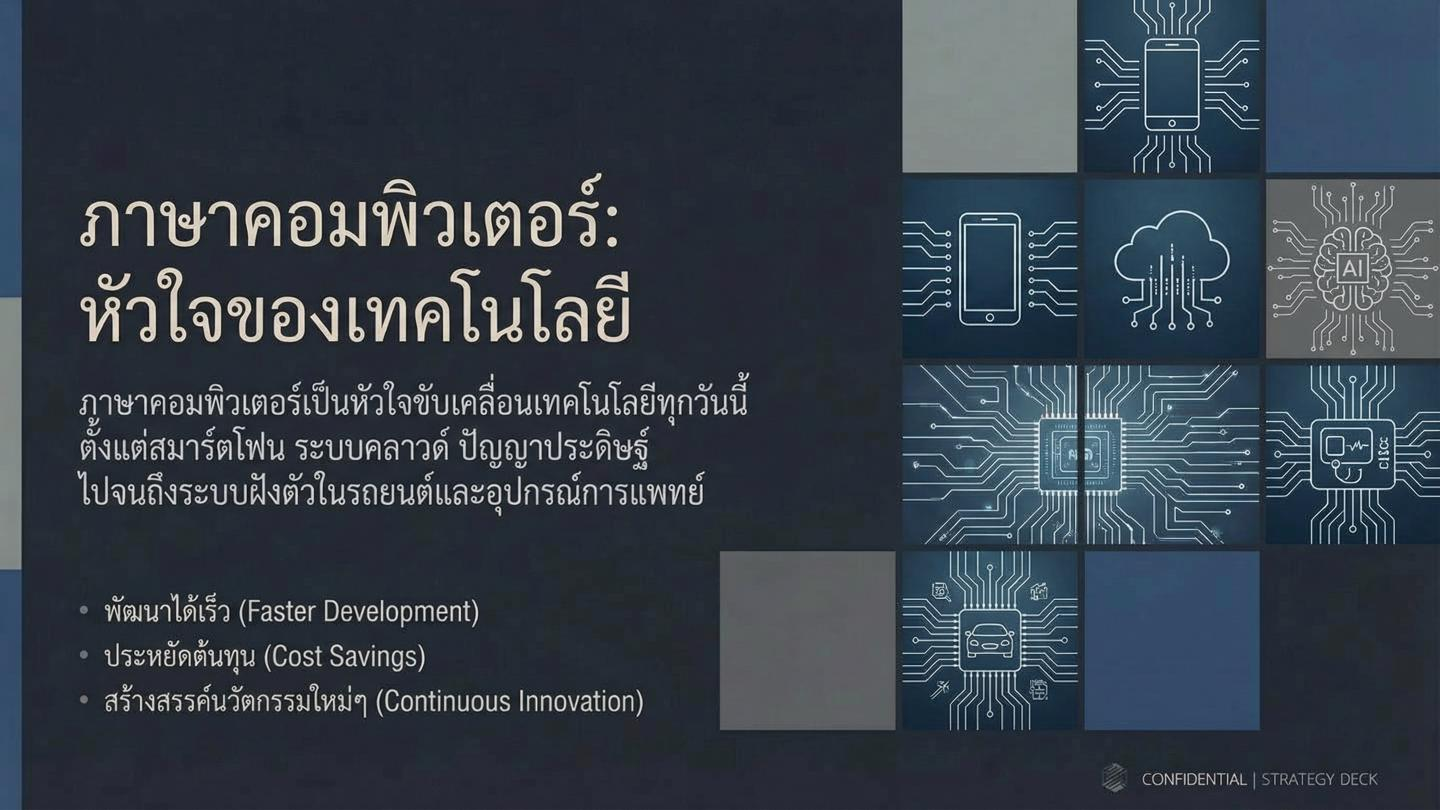 ภาษาคอมพิวเตอร์:
หัวใจของเทคโนโลยี
ภาษาคอมพิวเตอร์เป็นหัวใจขับเคลื่อนเทคโนโลยีทุกวันนี้
ตั้งแต่สมาร์ตโฟน ระบบคลาวด์ ปัญญาประดิษฐ์
ไปจนถึงระบบฝังตัวในรถยนต์และอุปกรณ์การแพทย์
• พัฒนาได้เร็ว (Faster Development)
• ประหยัดต้นทุน (Cost Savings)
• สร้างสรรค์นวัตกรรมใหม่ๆ (Continuous Innovation)
AI
CONFIDENTIAL | STRATEGY DECK